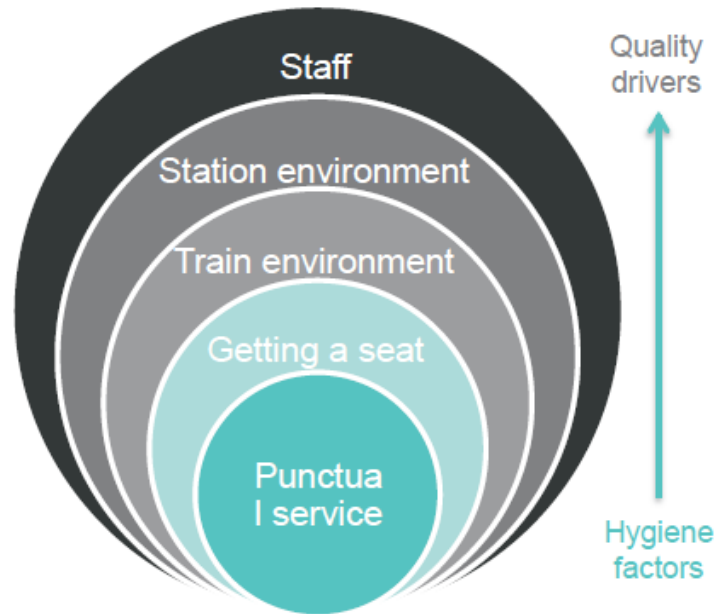 Staff
Station environment
Train environment
Getting a seat
Punctua
l service
Quality
drivers
Hygiene
factors